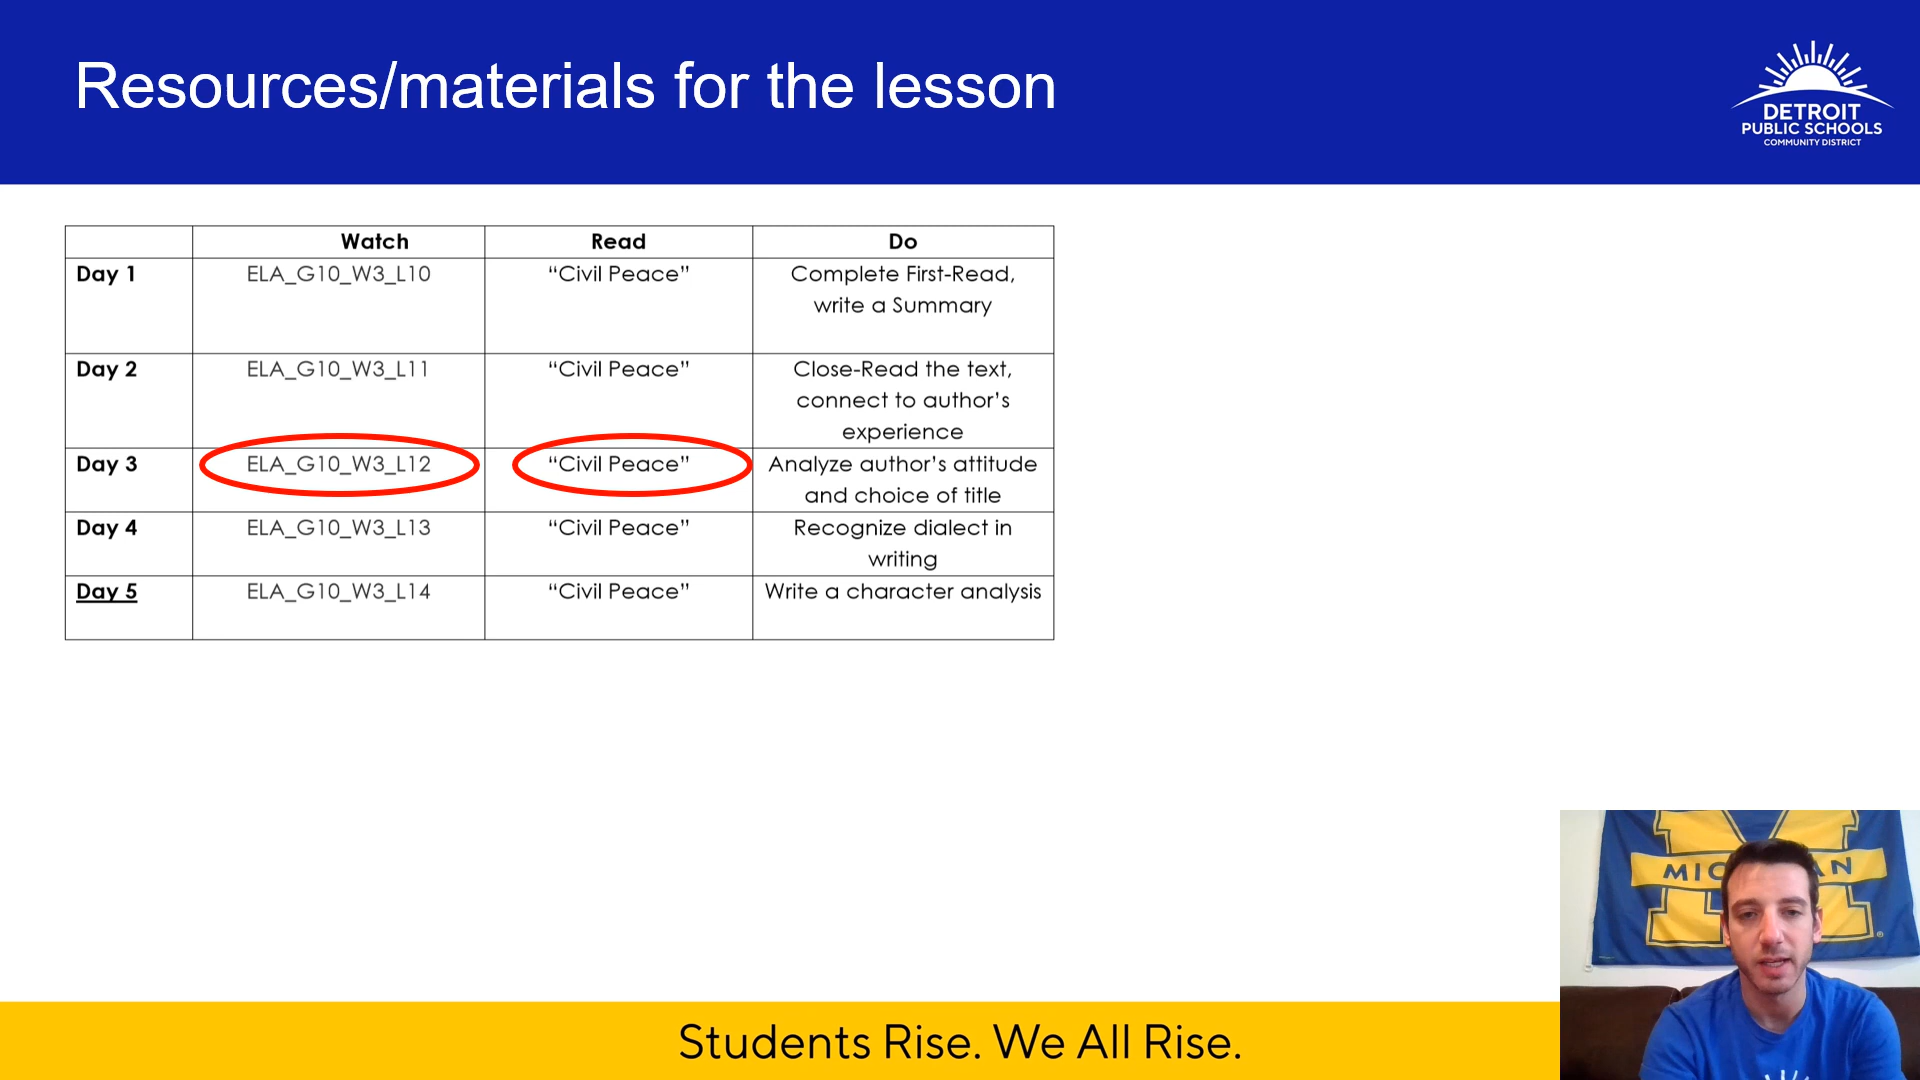 Resources/materials for the lesson
DETROIT
PUBLIC SCHOOLS
COMMUNITY DISTRICT
Watch Read Do
Day 1 ELA_G10_W3_L10 “Civil Peace” Complete First-Read,
write a Summary
Day 2 ELA_G10_W3_L11 “Civil Peace” Close-Read the text,
connect to author’s
experience
Day 3 ELA_G10_W3_L12 “Civil Peace” Analyze author’s attitude
and choice of title
Day 4 ELA_G10_W3_L13 “Civil Peace” Recognize dialect in
writing
Day 5 ELA_G10_W3_L14 “Civil Peace” Write a character analysis
M
Students Rise. We All Rise.